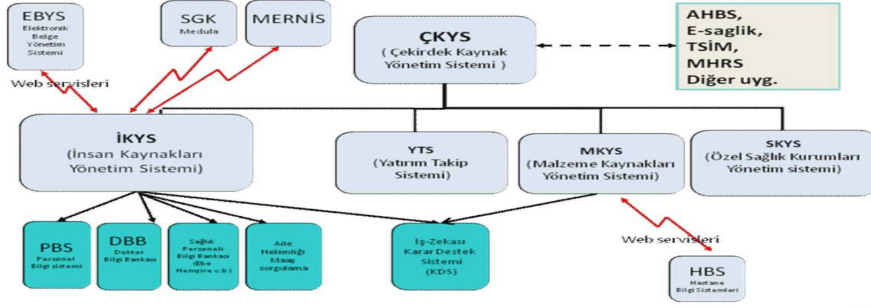 EBYS
Elektronik
Belge
Yönetim
Sistemi
SGK
Medula
MERNİS
ÇKYS
( Çekirdek Kaynak
Yönetim Sistemi )
AHBS,
E-saglik,
TSİM,
MHRS
Diğer uyg.
Web servisleri
İKYS
(İnsan Kaynakları
Yönetim Sistemi)
YTS
(Yatırım Takip
Sistemi)
MKYS
(Malzeme Kaynakları
Yönetim Sistemi)
SKYS
(Özel Sağlık Kurumları
Yönetim sistemi)
PBS
Personel
Bilgi sistemi
DBB
Doktor
Bilgi Bankası
Sağlık
Personeli
Bilgi Bankası
(Ebe
Hemşire v.b )
Aile
Hekimliği
Maaş
sorgulama
İş-Zekası
Karar Destek
Sistemi
(KDS)
Web servisleri
HBS
Hastane
Bilgi Sistemleri